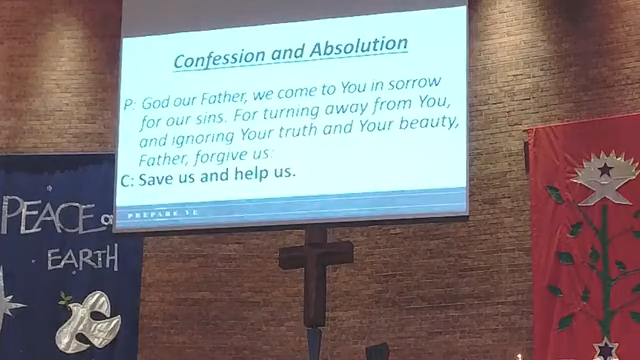 Confession and Absolution
P: God our Father, we come to You in sorrow
for our sins. For turning away from You,
and ignoring Your truth and Your beauty,
Father, forgive us:
C: Save us and help us.
PREPARE YE
PEACE
EARTH